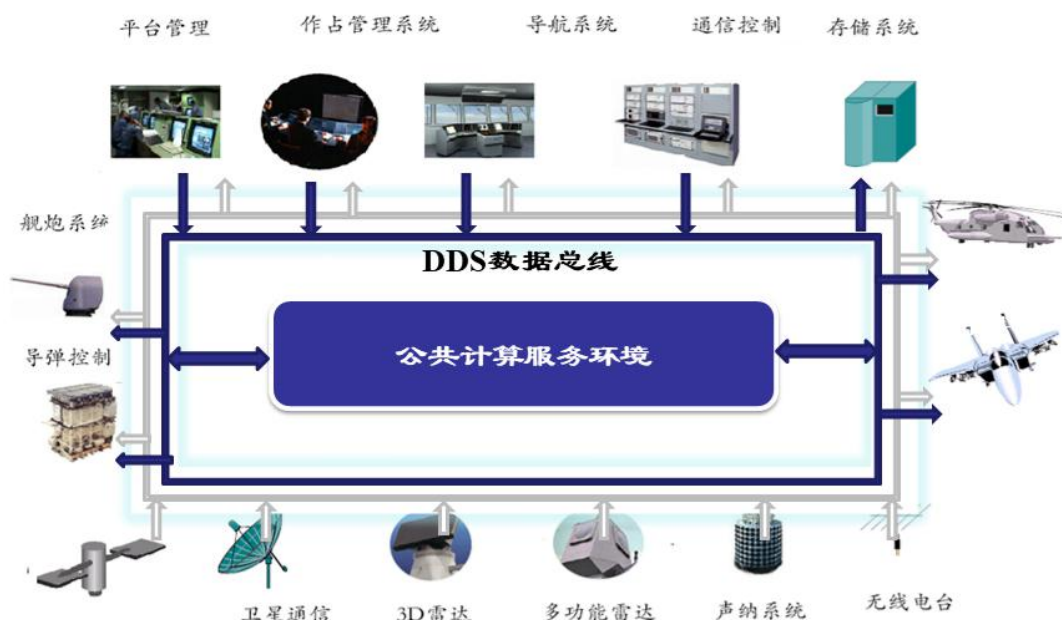 平台管理
作占管理系统
导航系统
通信控制
存储系统
舰炮系统
DDS数据总线
公共计算服务环境
导弹控制
卫星通信
3D雷达
多功能雷达
声纳系统
无线电台